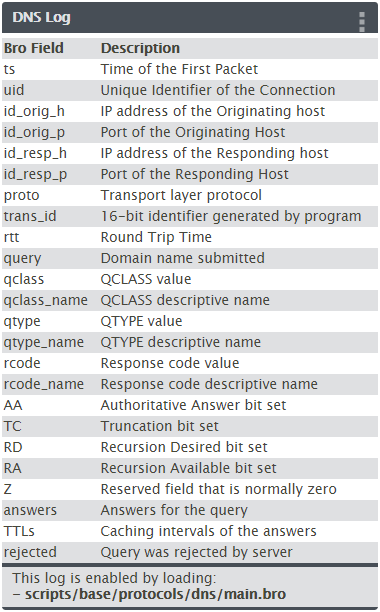 DNS Log
Bro Field Description
ts Time of the First Packet
uid Unique Identifier of the Connection
id_orig_h IP address of the Originating host
id_orig_p Port of the Originating Host
id_resp_h IP address of the Responding host
id_resp_p Port of the Responding Host
proto Transport layer protocol
trans_id 16-bit identifier generated by program
rtt Round Trip Time
query Domain name submitted
qclass QCLASS value
qclass_name QCLASS descriptive name
qtype QTYPE value
qtype_name QTYPE descriptive name
rcode Response code value
rcode_name Response code descriptive name
AA Authoritative Answer bit set
TC Truncation bit set
RD Recursion Desired bit set
RA Recursion Available bit set
Z Reserved field that is normally zero
answers Answers for the query
TTLs Caching intervals of the answers
rejected Query was rejected by server
This log is enabled by loading:
- scripts/base/protocols/dns/main.bro